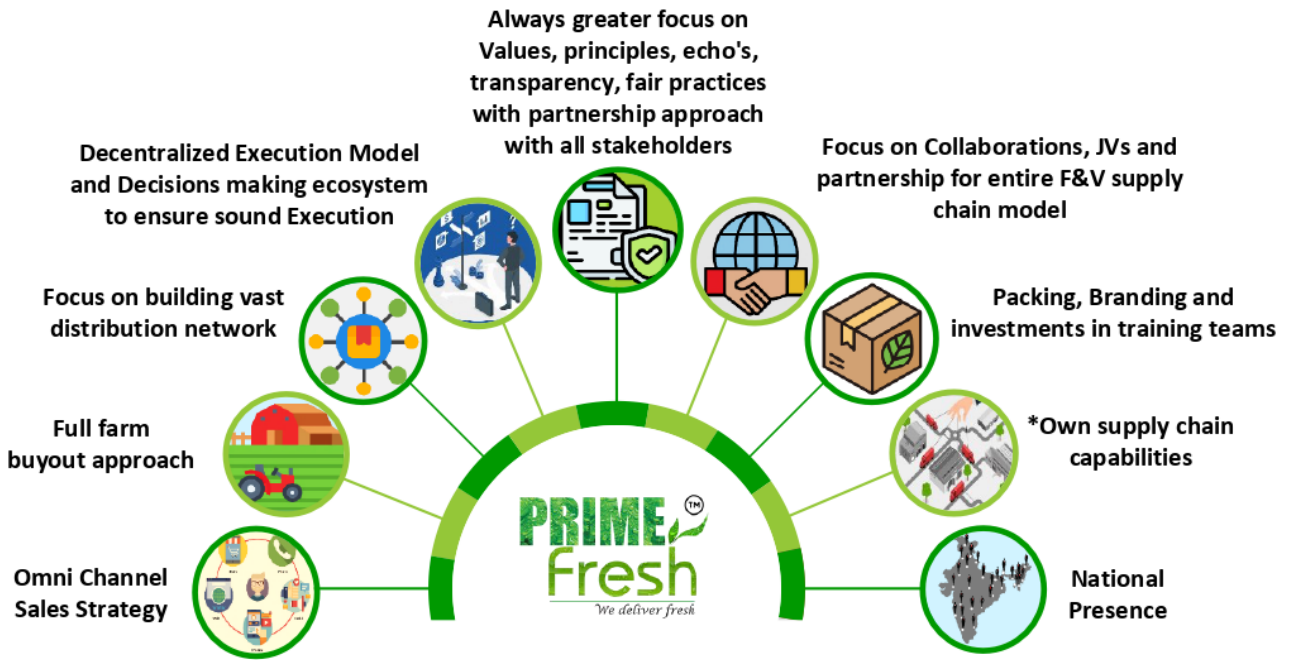 Always greater focus on
Values, principles, echo's,
transparency, fair practices
with partnership approach
with all stakeholders
Decentralized Execution Model
and Decisions making ecosystem
to ensure sound Execution
Focus on Collaborations, JVs and
partnership for entire F&V supply
chain model
Focus on building vast
distribution network
Packing, Branding and
investments in training teams
Full farm
buyout approach
*Own supply chain
capabilities
Omni Channel
Sales Strategy
PRIME TM
Fresh
We deliver fresh
National
Presence